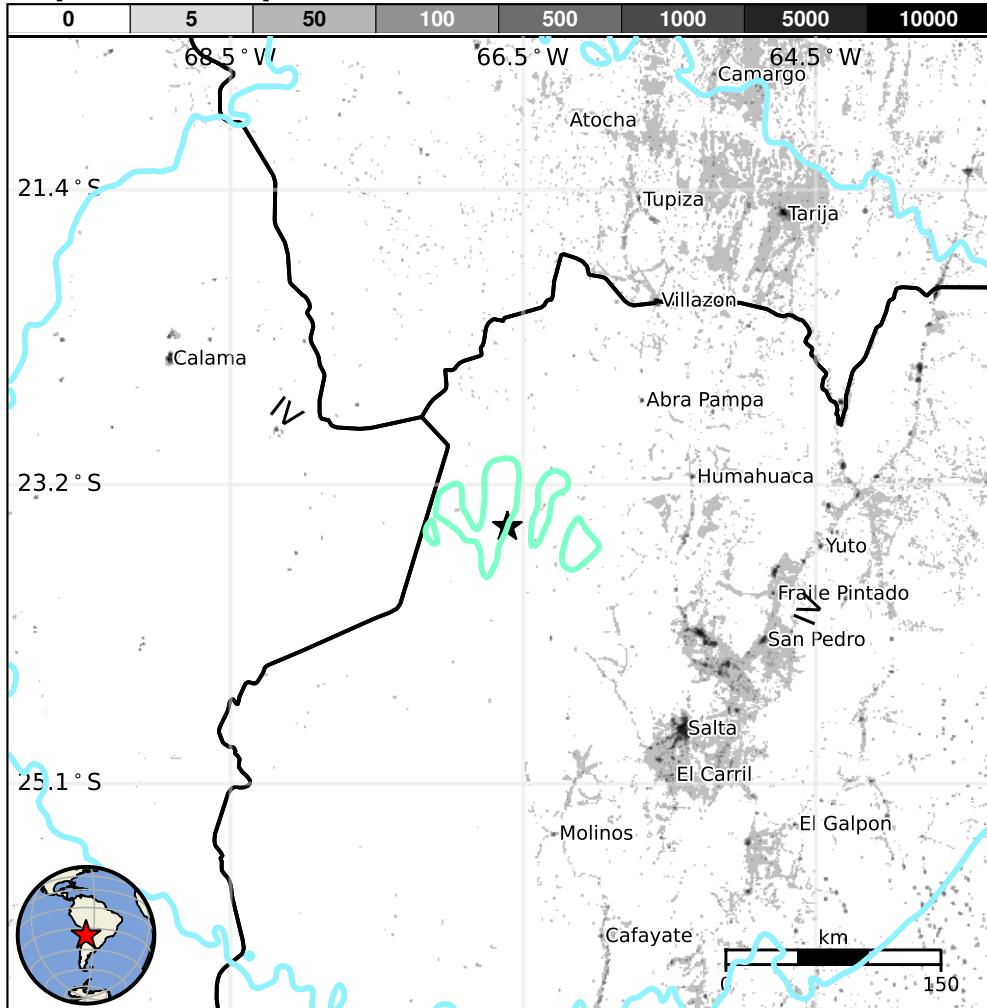 0 5 50 100 500 1000 5000 10000
68.5°W 66.5°W 64.5°W
Camargo
Atocha
21.4°S
Tupiza
Tarija
Villazon
Calama
IV
Abra Pampa
23.2°S
Humahuaca
Yuto
Fraile Pintado
IV
San Pedro
Salta
El Carril
25.1°S
Molinos
El Galpon
Cafayate
km
0 150